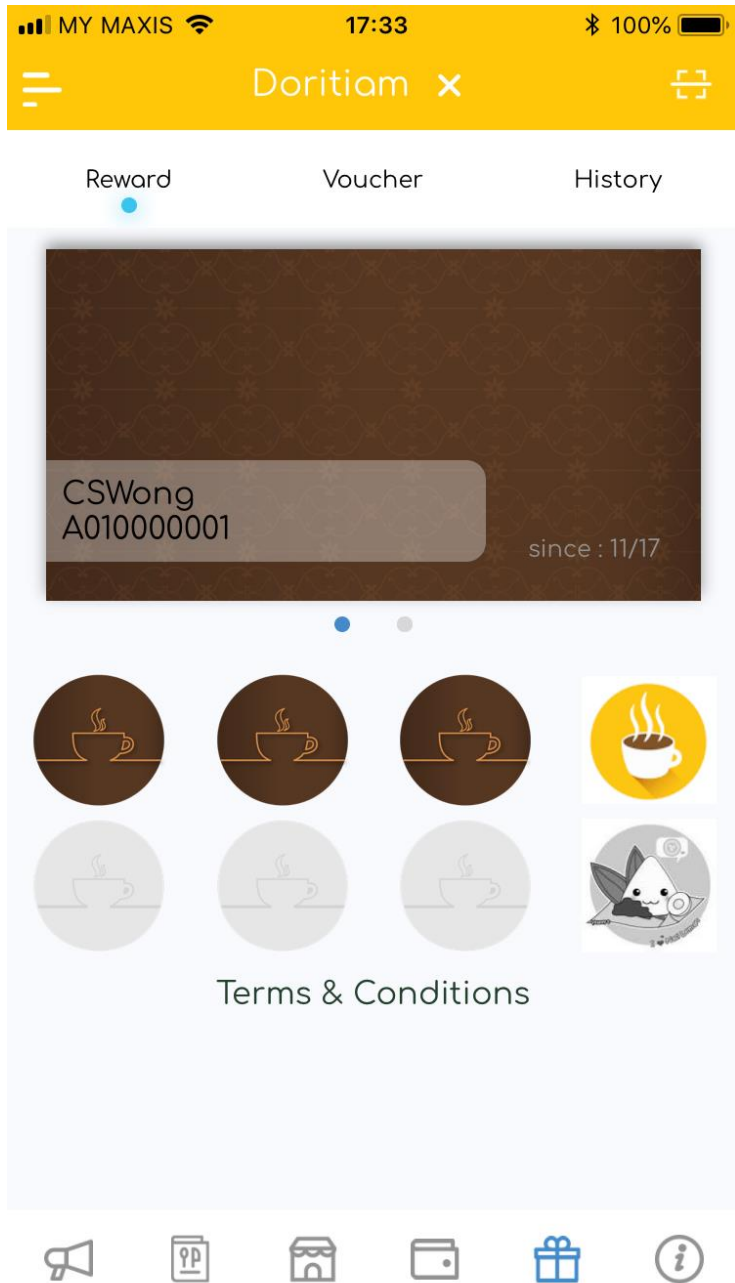 MY MAXIS 17:33 100%
Doritiam ×
Reward Voucher History
CSWong
A010000001
since : 11/17
Terms & Conditions